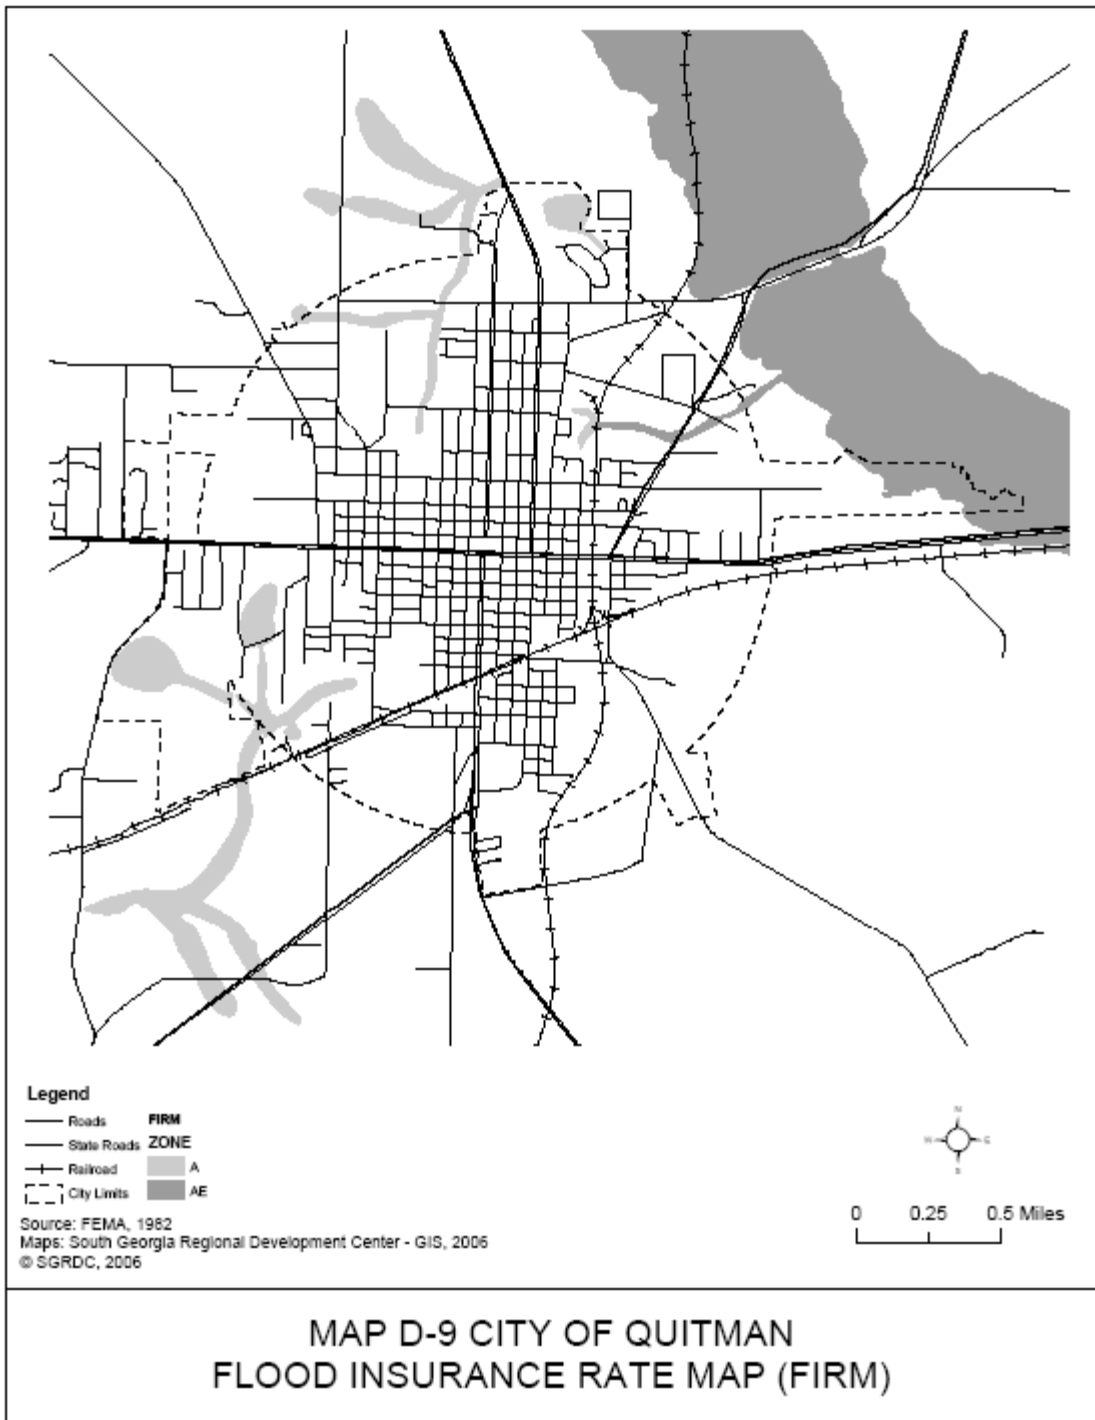 Legend
Roads
State Roads
Railroad
City Limits
FIRM
ZONE
A
AE
Source: FEMA, 1982
Maps: South Georgia Regional Development Center - GIS, 2006
© SGRDC, 2006
N
W
E
S
0 0.25 0.5 Miles
MAP D-9 CITY OF QUITMAN
FLOOD INSURANCE RATE MAP (FIRM)